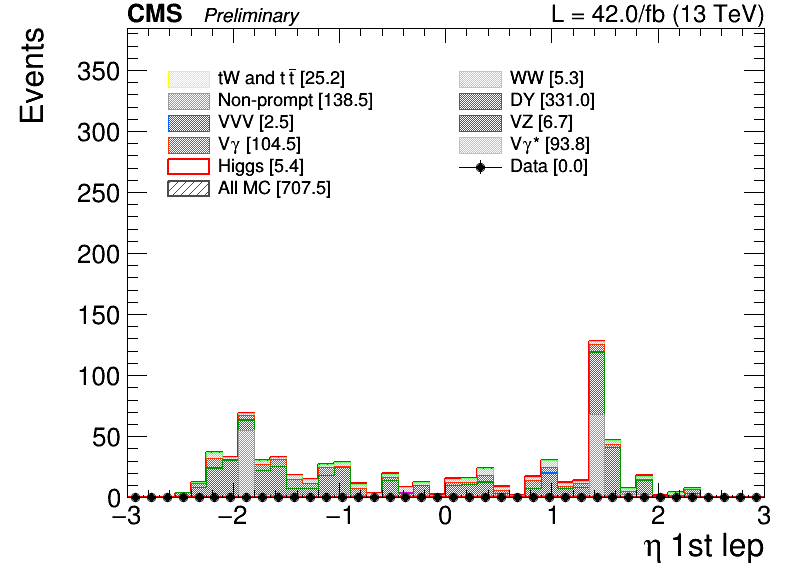 CMS Preliminary L = 42.0/fb (13 TeV)
Events
350
300
250
200
150
100
50
0
tW and t t̄ [25.2]
Non-prompt [138.5]
VVV [2.5]
Vγ [104.5]
Higgs [5.4]
All MC [707.5]
WW [5.3]
DY [331.0]
VZ [6.7]
Vγ* [93.8]
Data [0.0]
−3 −2 −1 0 1 2 3
η 1st lep